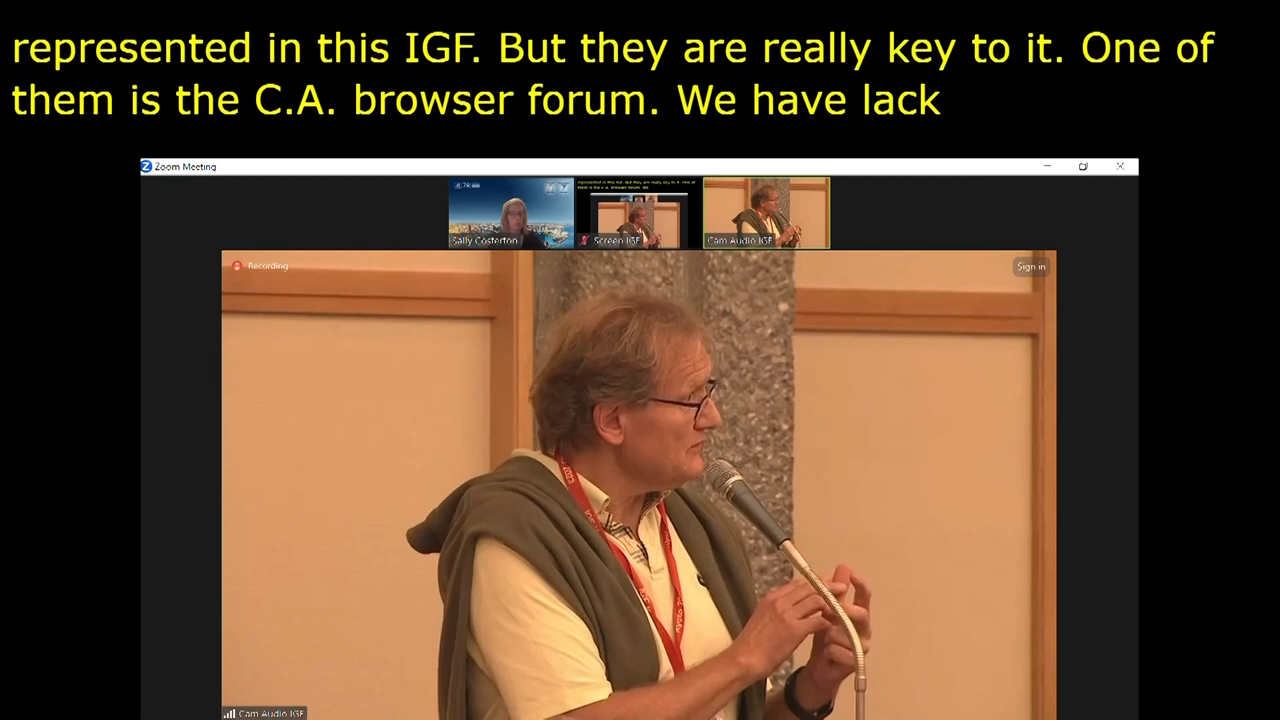 represented in this IGF. But they are really key to it. One of
them is the C.A. browser forum. We have lack
Zoom Meeting
Sally Costerton
Screen IGF
Cam Audio IGF
Recording
Sign in
Cam Audio IGF